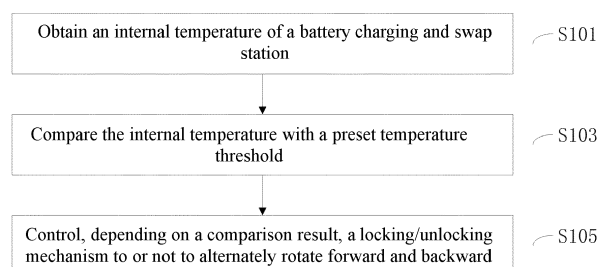 Obtain an internal temperature of a battery charging and swap
station
S101
Compare the internal temperature with a preset temperature
threshold
S103
Control, depending on a comparison result, a locking/unlocking
mechanism to or not to alternately rotate forward and backward
S105